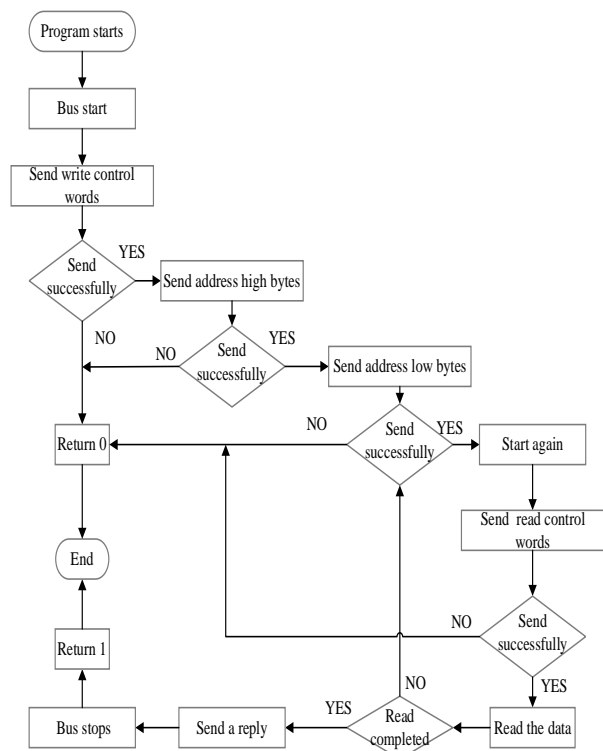 Program starts
Bus start
Send write control
words
YES
Send
successfully
Send address high bytes
NO
YES
NO
Send
successfully
Send address low bytes
NO
YES
Return 0
Send
successfully
Start again
Send read control
words
End
NO
Send
successfully
Return 1
YES
NO
YES
Bus stops
Send a reply
Read
completed
Read the data